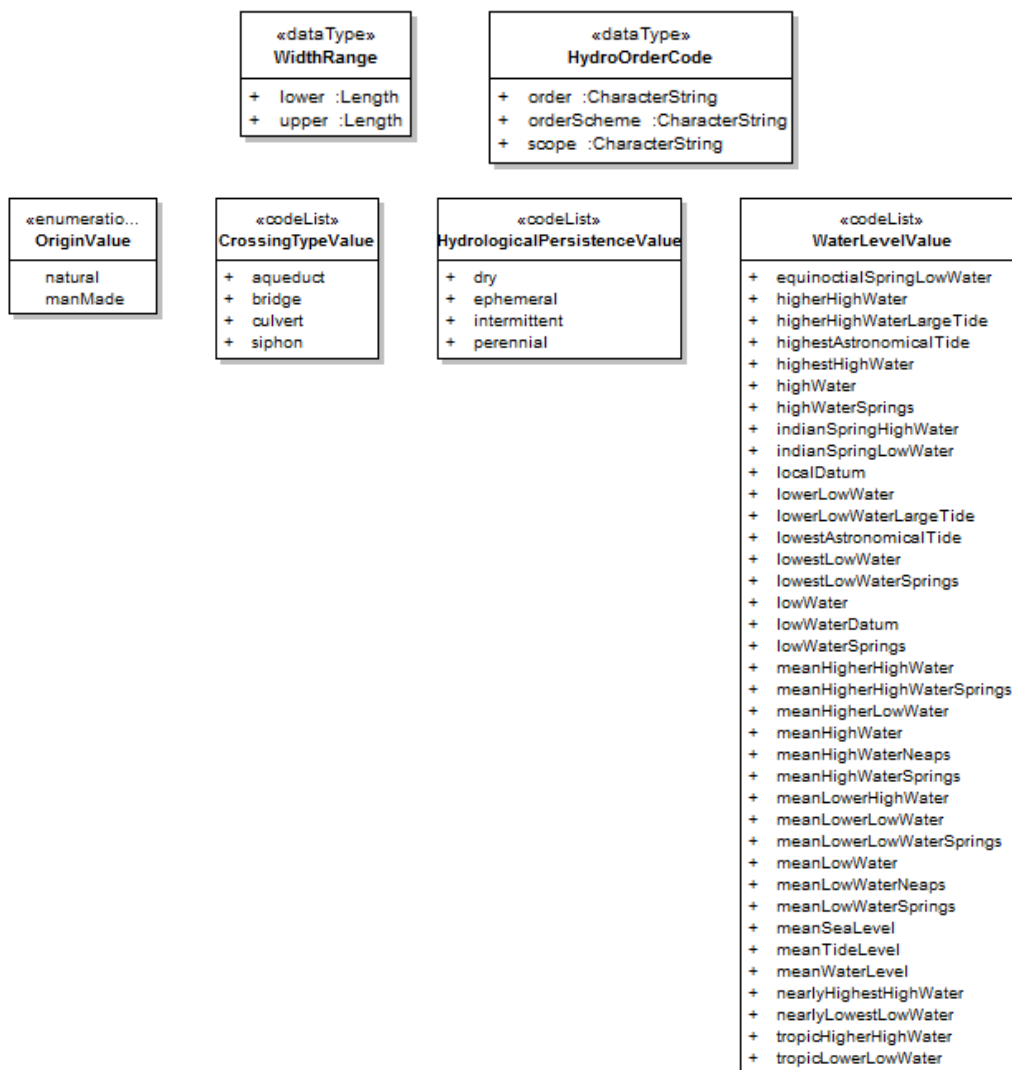 «dataType»
WidthRange
+ lower :Length
+ upper :Length
«dataType»
HydroOrderCode
+ order :CharacterString
+ orderScheme :CharacterString
+ scope :CharacterString
«enumeratio...
OriginValue
natural
manMade
«codeList»
CrossingTypeValue
+ aqueduct
+ bridge
+ culvert
+ siphon
«codeList»
HydrologicalPersistenceValue
+ dry
+ ephemeral
+ intermittent
+ perennial
«codeList»
WaterLevelValue
+ equinoctialSpringLowWater
+ higherHighWater
+ higherHighWaterLargeTide
+ highestAstronomicalTide
+ highestHighWater
+ highWater
+ highWaterSprings
+ indianSpringHighWater
+ indianSpringLowWater
+ localDatum
+ lowerLowWater
+ lowerLowWaterLargeTide
+ lowestAstronomicalTide
+ lowestLowWater
+ lowestLowWaterSprings
+ lowWater
+ lowWaterDatum
+ lowWaterSprings
+ meanHigherHighWater
+ meanHigherHighWaterSprings
+ meanHigherLowWater
+ meanHighWater
+ meanHighWaterNeaps
+ meanHighWaterSprings
+ meanLowerHighWater
+ meanLowerLowWater
+ meanLowerLowWaterSprings
+ meanLowWater
+ meanLowWaterNeaps
+ meanLowWaterSprings
+ meanSeaLevel
+ meanTideLevel
+ meanWaterLevel
+ nearlyHighestHighWater
+ nearlyLowestLowWater
+ tropicHigherHighWater
+ tropicLowerLowWater